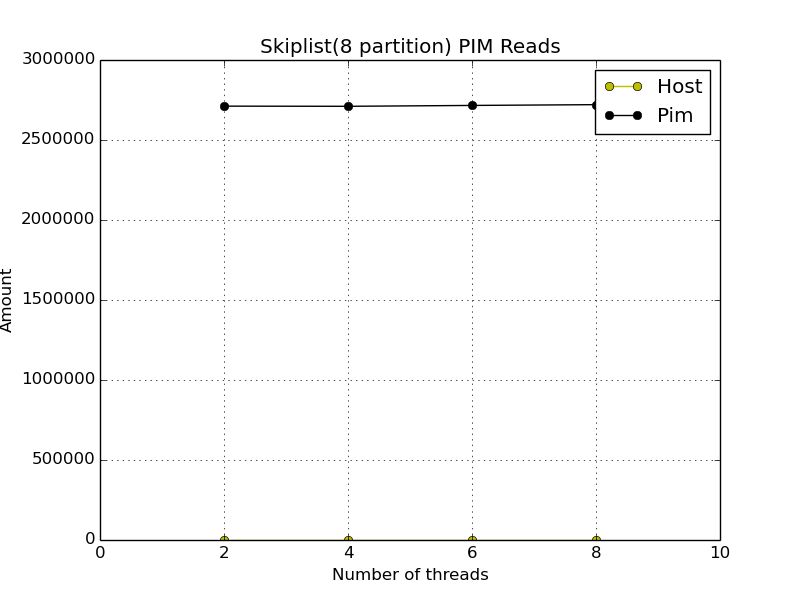 Skiplist(8 partition) PIM Reads
3000000
2500000
2000000
1500000
1000000
500000
0
Amount
Host
Pim
0 2 4 6 8 10
Number of threads